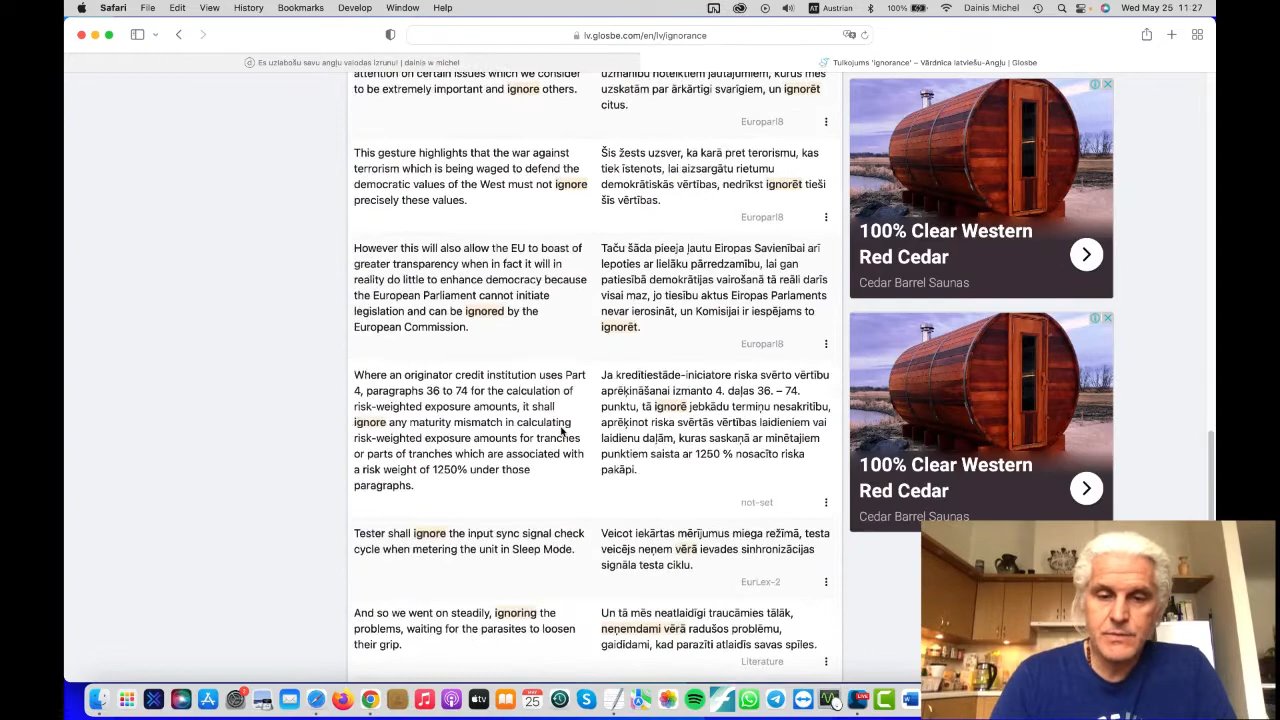 Safari File Edit View History Bookmarks Develop Window Help
AT Austrian 100% Dainis Michel Wed May 25 11:27
lv.glosbe.com/en/lv/ignorance
Es uzlabošu savu angļu valodas izrunu! | dainis w michel
Tulkojums 'ignorance' – Vārdnīca latviešu-Angļu | Glosbe
attention on certain issues which we consider
to be extremely important and ignore others.
uzmanību noteiktiem jautājumiem, kurus mēs
uzskatām par ārkārtīgi svarīgiem, un ignorēt
citus.
Europarl8
This gesture highlights that the war against
terrorism which is being waged to defend the
democratic values of the West must not ignore
precisely these values.
Šis žests uzsver, ka karā pret terorismu, kas
tiek īstenots, lai aizsargātu rietumu
demokrātiskās vērtības, nedrīkst ignorēt tieši
šīs vērtības.
Europarl8
However this will also allow the EU to boast of
greater transparency when in fact it will in
reality do little to enhance democracy because
the European Parliament cannot initiate
legislation and can be ignored by the
European Commission.
Taču šāda pieeja ļautu Eiropas Savienībai arī
lepoties ar lielāku pārredzamību, lai gan
patiesībā demokrātijas vairošanā tā reāli darīs
visai maz, jo tiesību aktus Eiropas Parlaments
nevar ierosināt, un Komisijai ir iespējams to
ignorēt.
Europarl8
Where an originator credit institution uses Part
4, paragraphs 36 to 74 for the calculation of
risk-weighted exposure amounts, it shall
ignore any maturity mismatch in calculating
risk-weighted exposure amounts for tranches
or parts of tranches which are associated with
a risk weight of 1250% under those
paragraphs.
Ja kredītiestāde-iniciatore riska svērto vērtību
aprēķināšanai izmanto 4. daļas 36. – 74.
punktu, tā ignorē jebkādu termiņu nesakritību,
aprēķinot riska svērtās vērtības laidieniem vai
laidienu daļām, kuras saskaņā ar minētajiem
punktiem saista ar 1250 % nosacīto riska
pakāpi.
not-set
Tester shall ignore the input sync signal check
cycle when metering the unit in Sleep Mode.
Veicot iekārtas mērījumus miega režīmā, testa
veicējs neņem vērā ievades sinhronizācijas
signāla testa ciklu.
EurLex-2
And so we went on steadily, ignoring the
problems, waiting for the parasites to loosen
their grip.
Un tā mēs neatlaidīgi traucāmies tālāk,
neņemdami vērā radušos problēmu,
gaidīdami, kad parazīti atlaidīs savas spīles.
Literature
100% Clear Western
Red Cedar
Cedar Barrel Saunas
100% Clear Western
Red Cedar
Cedar Barrel Saunas